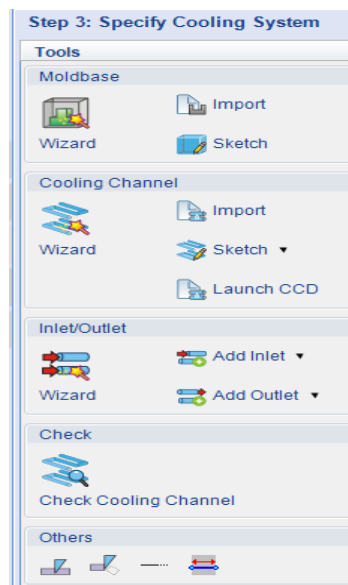 Step 3: Specify Cooling System
Tools
Moldbase
Wizard
Import
Sketch
Cooling Channel
Wizard
Import
Sketch
Launch CCD
Inlet/Outlet
Wizard
Add Inlet
Add Outlet
Check
Check Cooling Channel
Others